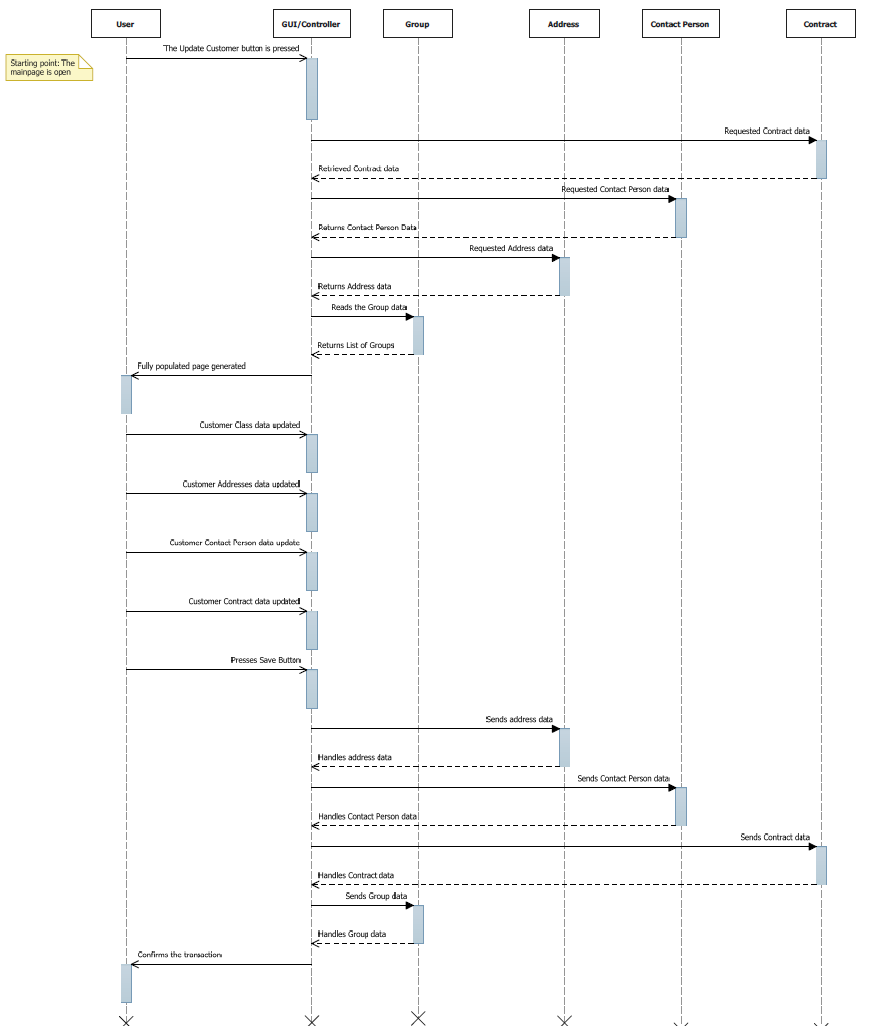 User
GUI/Controller
Group
Address
Contact Person
Contract
The Update Customer button is pressed
Starting point: The
mainpage is open
Requested Contract data
Retrieved Contract data
Requested Contact Person data
Returns Contact Person Data
Requested Address data
Returns Address data
Reads the Group data
Returns List of Groups
Fully populated page generated
Customer Class data updated
Customer Addresses data updated
Customer Contact Person data update
Customer Contract data updated
Presses Save Button
Sends address data
Handles address data
Sends Contact Person data
Handles Contact Person data
Sends Contract data
Handles Contract data
Sends Group data
Handles Group data
Confirms the transaction